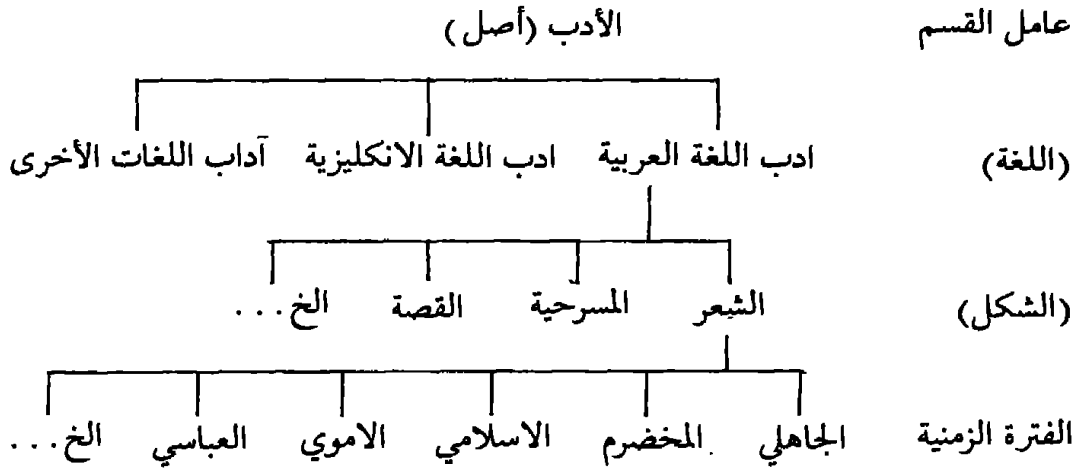 عامل القسم الأدب (أصل)
(اللغة) ادب اللغة العربية ادب اللغة الانكليزية آداب اللغات الأخرى
(الشكل) الشعر المسرحية القصة الخ...
الفترة الزمنية الجاهلي المخضرم الاسلامي الاموي العباسي الخ...